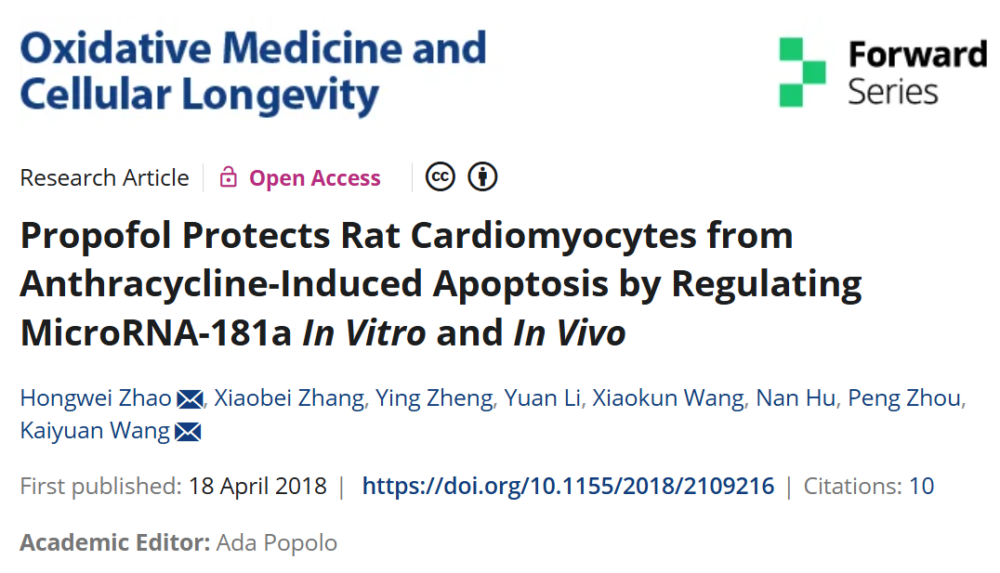 Oxidative Medicine and
Cellular Longevity
Forward
Series
Research Article
Open Access
cc
Propofol Protects Rat Cardiomyocytes from
Anthracycline-Induced Apoptosis by Regulating
MicroRNA-181a In Vitro and In Vivo
Hongwei Zhao, Xiaobei Zhang, Ying Zheng, Yuan Li, Xiaokun Wang, Nan Hu, Peng Zhou,
Kaiyuan Wang
First published: 18 April 2018 | https://doi.org/10.1155/2018/2109216 | Citations: 10
Academic Editor: Ada Popolo